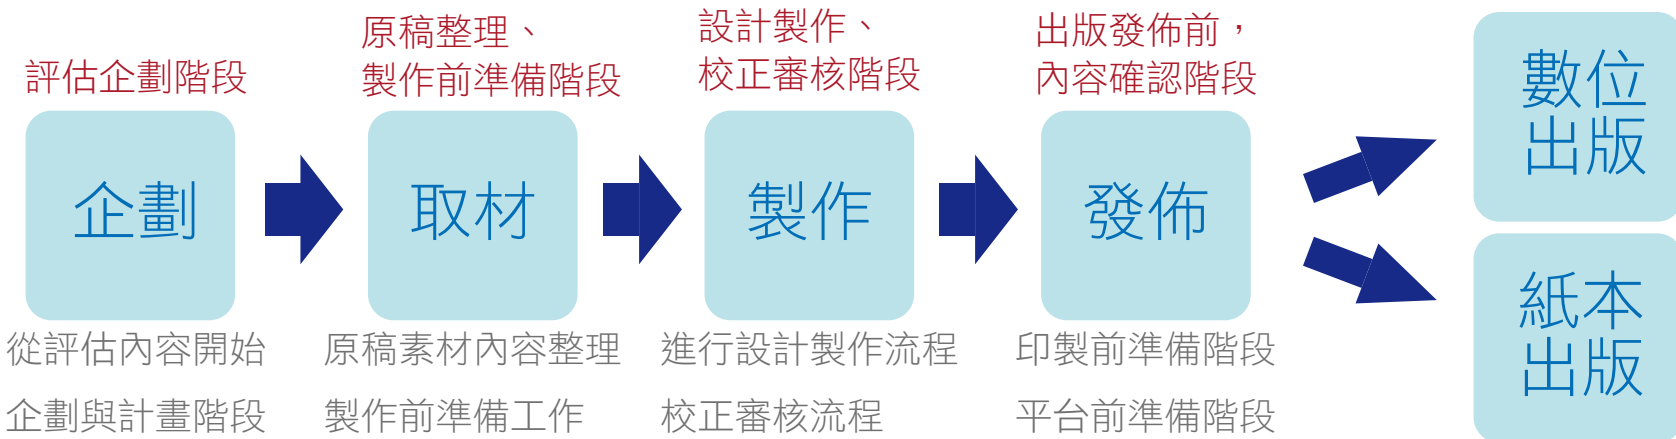 評估企劃階段
企劃
從評估內容開始
企劃與計畫階段
原稿整理、
製作前準備階段
取材
原稿素材內容整理
製作前準備工作
設計製作、
校正審核階段
製作
進行設計製作流程
校正審核流程
出版發佈前，
內容確認階段
發佈
印製前準備階段
平台前準備階段
數位
出版
紙本
出版